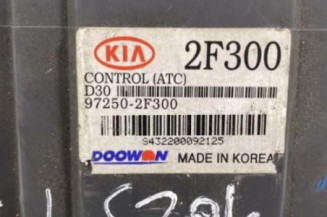 KIA 2F300
CONTROL (ATC)
D30
97250-2F300
S432200092125
DOOWON MADE IN KOREA